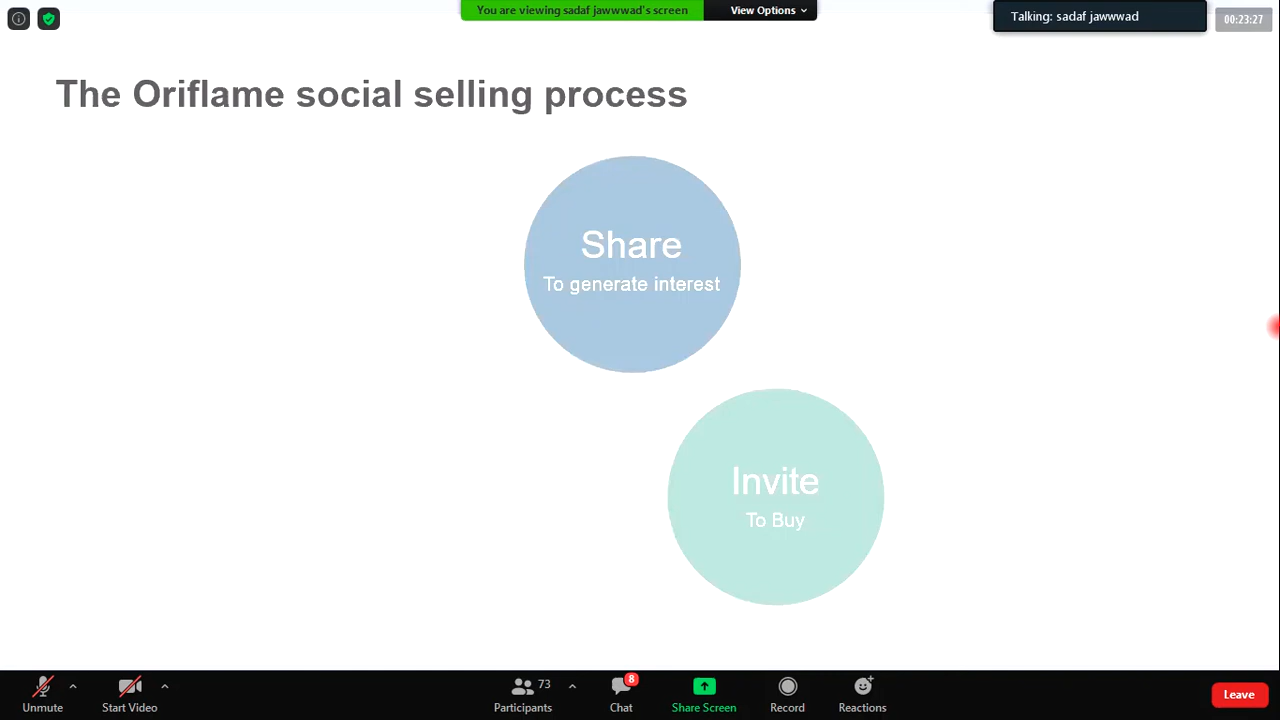 You are viewing sadaf jawwwad's screen
View Options
Talking: sadaf jawwwad
00:23:27
The Oriflame social selling process
Share
To generate interest
Invite
To Buy
Unmute
Start Video
73
Participants
8
Chat
Share Screen
Record
Reactions
Leave